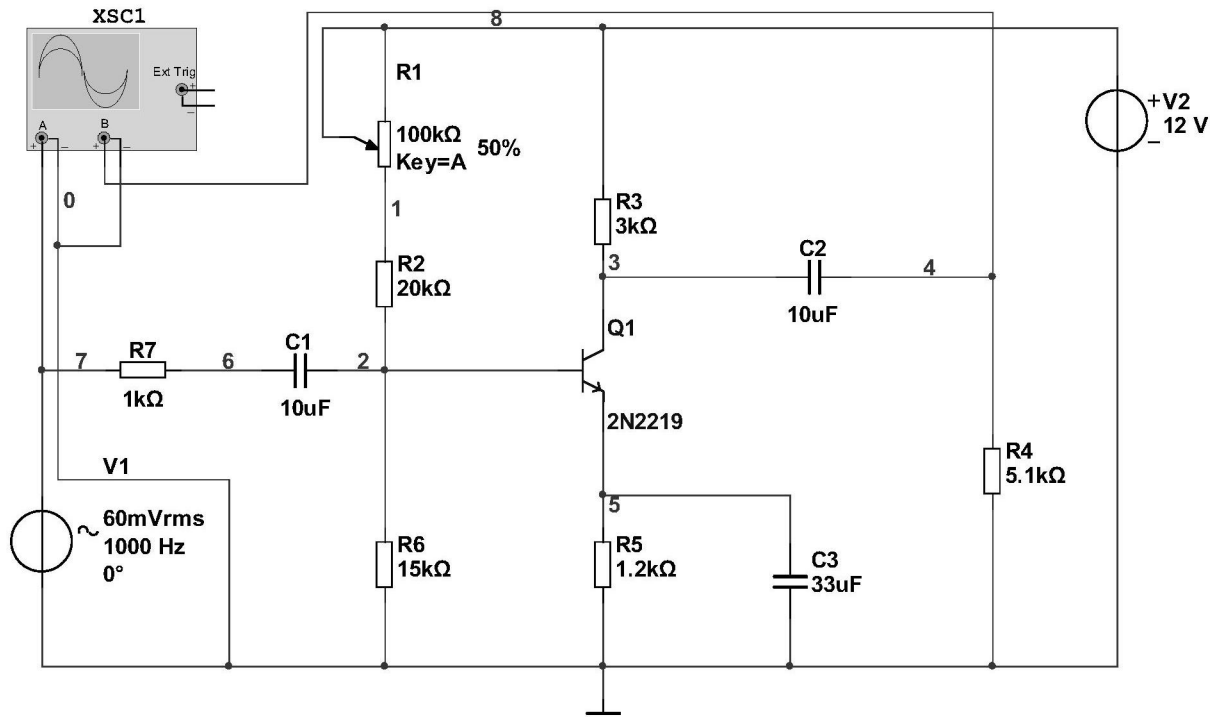 XSC1
Ext Trig
+
−
A
B
+
−
+
−
8
R1
100kΩ
Key=A
50%
+
V2
12 V
−
0
1
R3
3kΩ
3
C2
10uF
4
R2
20kΩ
Q1
7
R7
1kΩ
6
C1
10uF
2
2N2219
R4
5.1kΩ
V1
5
60mVrms
1000 Hz
0°
R6
15kΩ
R5
1.2kΩ
C3
33uF